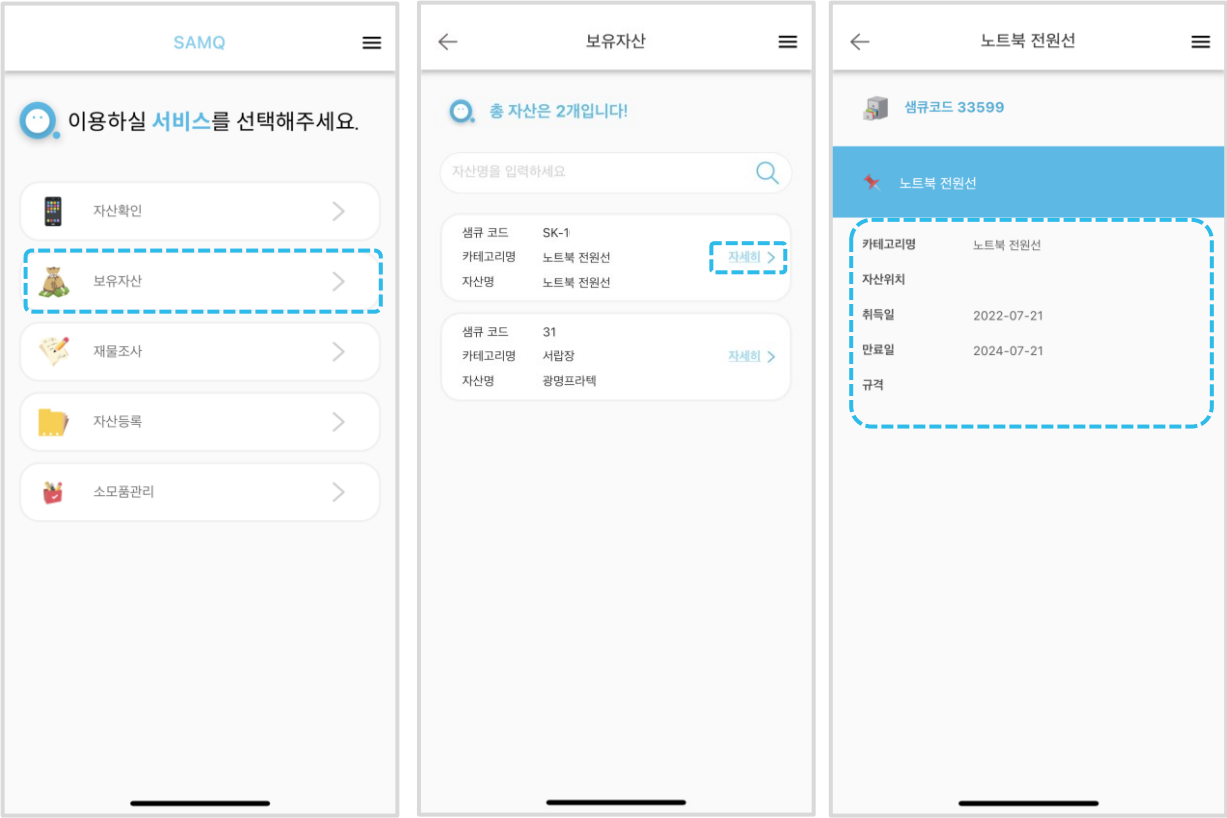 SAMQ
이용하실 서비스를 선택해주세요.
자산확인
보유자산
재물조사
자산등록
소모품관리
보유자산
총 자산은 2개입니다!
자산명을 입력하세요
샘큐 코드 SK-1
카테고리명 노트북 전원선 자세히
자산명 노트북 전원선
샘큐 코드 31
카테고리명 서랍장 자세히
자산명 광명프라텍
노트북 전원선
샘큐코드 33599
노트북 전원선
카테고리명 노트북 전원선
자산위치
취득일 2022-07-21
만료일 2024-07-21
규격